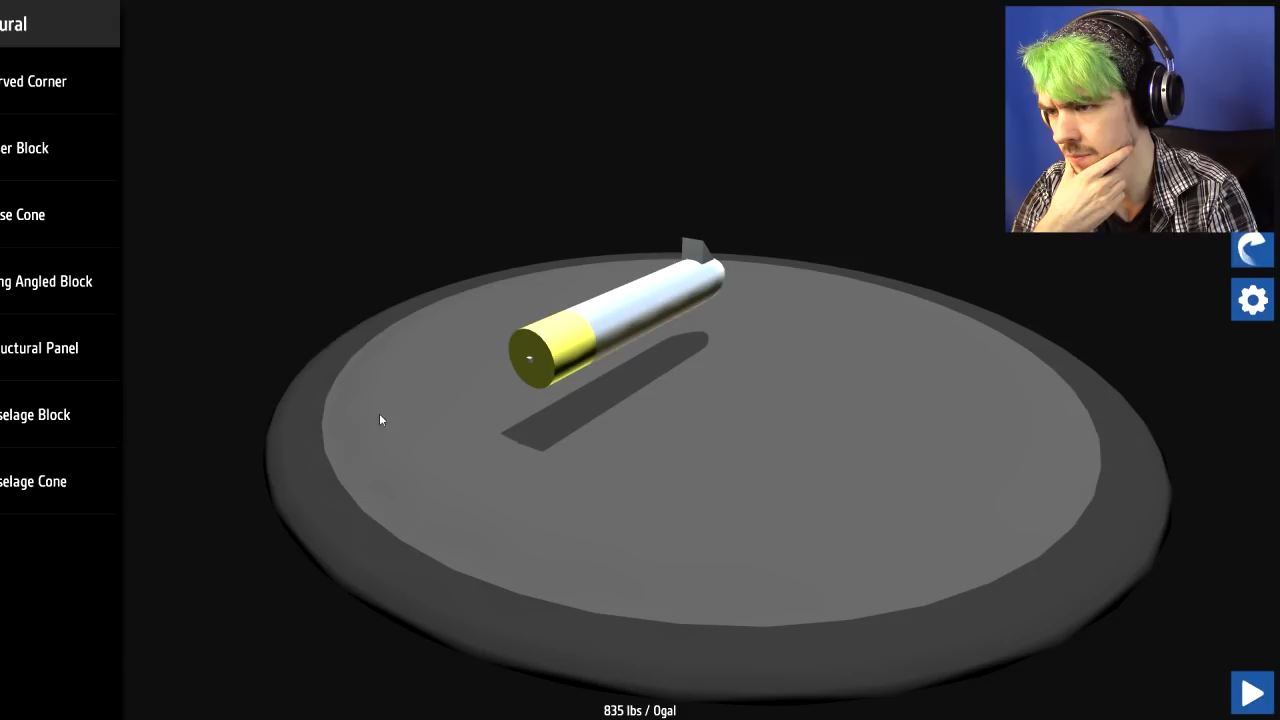 ural
rved Corner
er Block
se Cone
ng Angled Block
uctural Panel
selage Block
selage Cone
835 lbs / 0gal